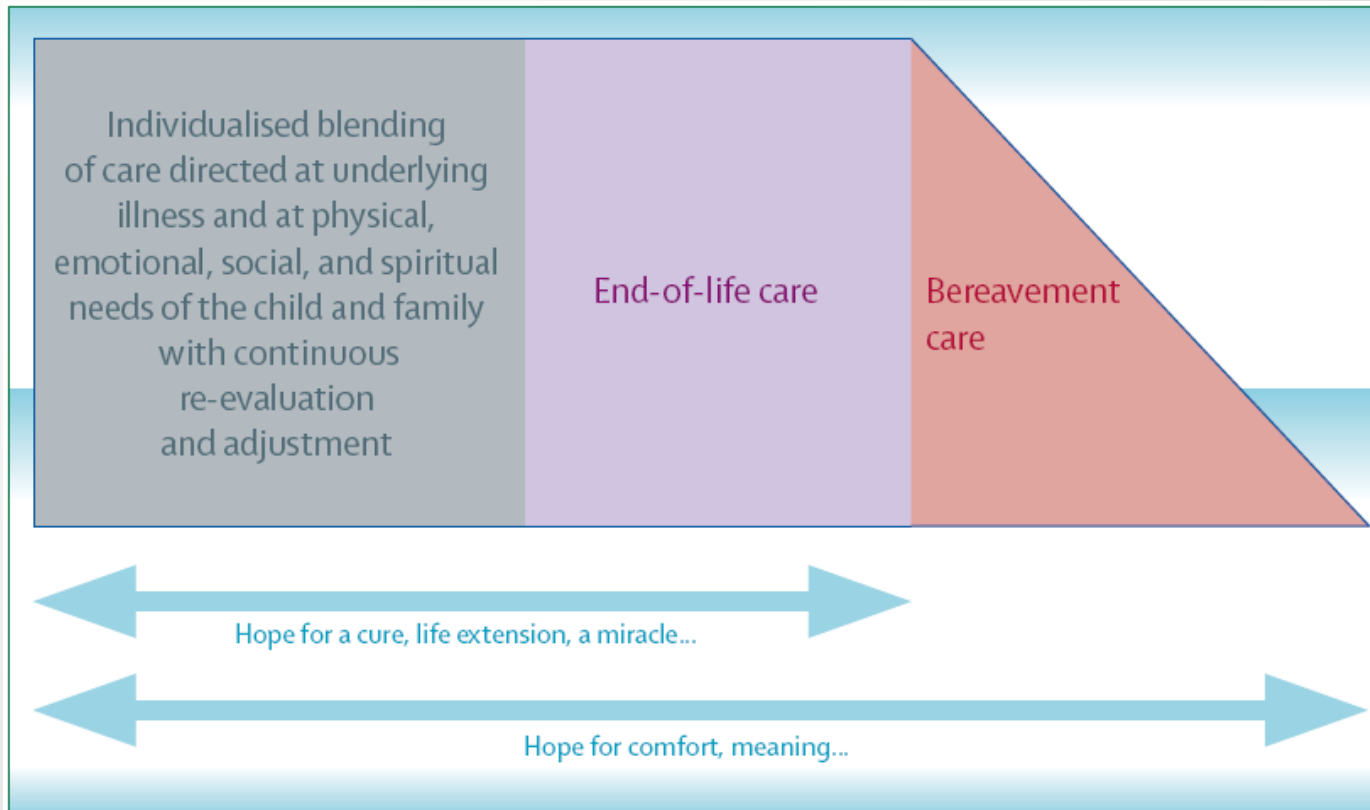 Individualised blending
of care directed at underlying
illness and at physical,
emotional, social, and spiritual
needs of the child and family
with continuous
re-evaluation
and adjustment
End-of-life care
Bereavement
care
Hope for a cure, life extension, a miracle...
Hope for comfort, meaning...